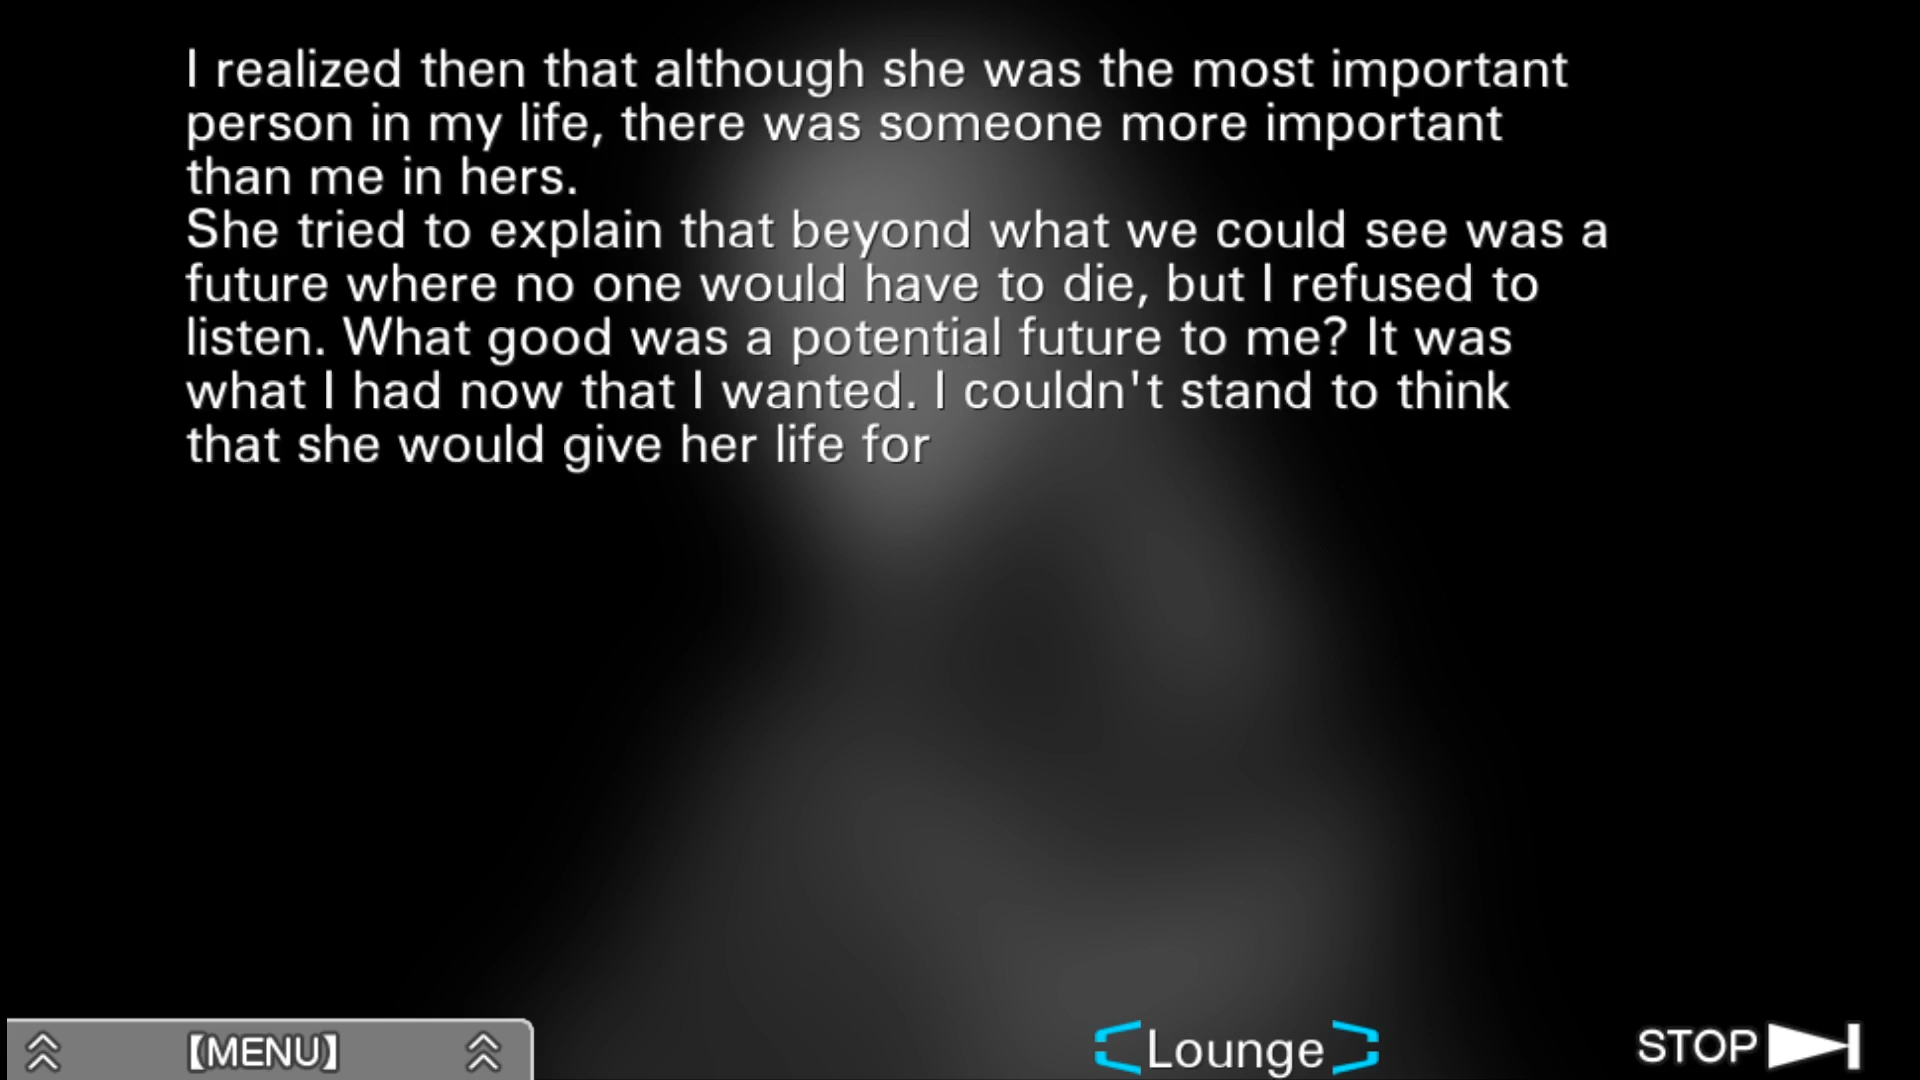 I realized then that although she was the most important
person in my life, there was someone more important
than me in hers.
She tried to explain that beyond what we could see was a
future where no one would have to die, but I refused to
listen. What good was a potential future to me? It was
what I had now that I wanted. I couldn't stand to think
that she would give her life for
【MENU】
Lounge
STOP